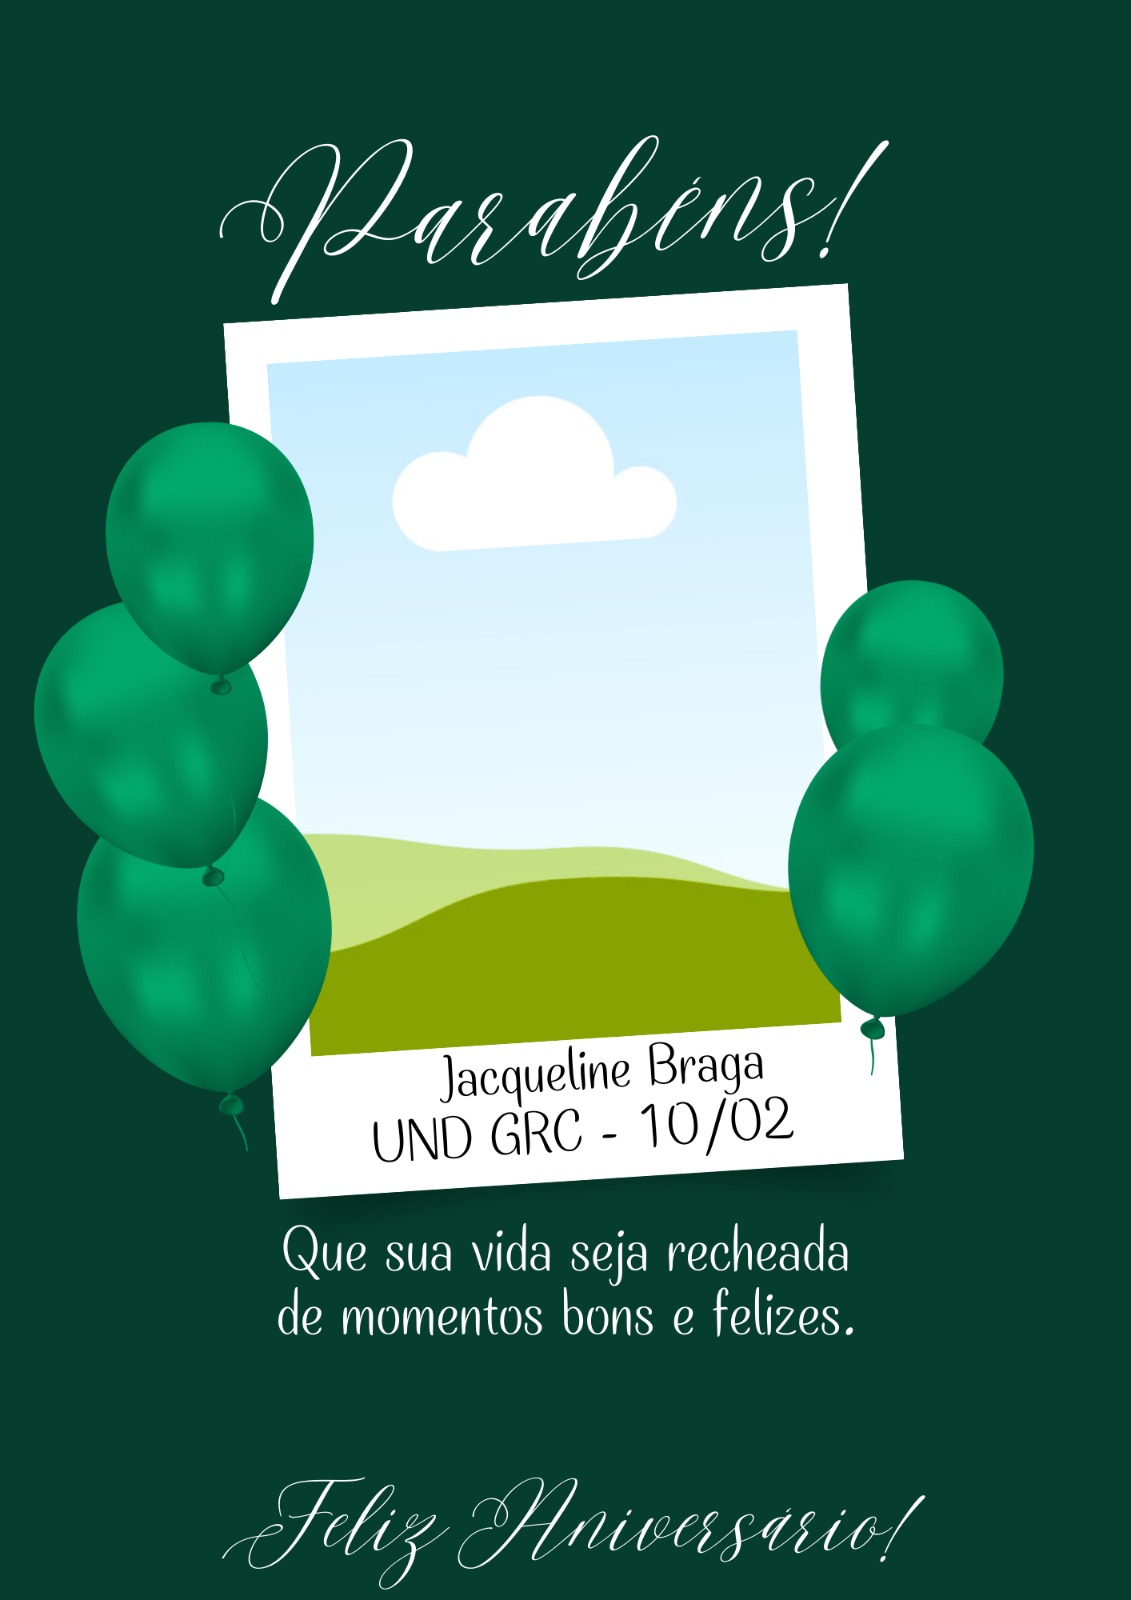 Parabéns!
Jacqueline Braga
UND GRC - 10/02
Que sua vida seja recheada
de momentos bons e felizes.
Feliz Aniversário!